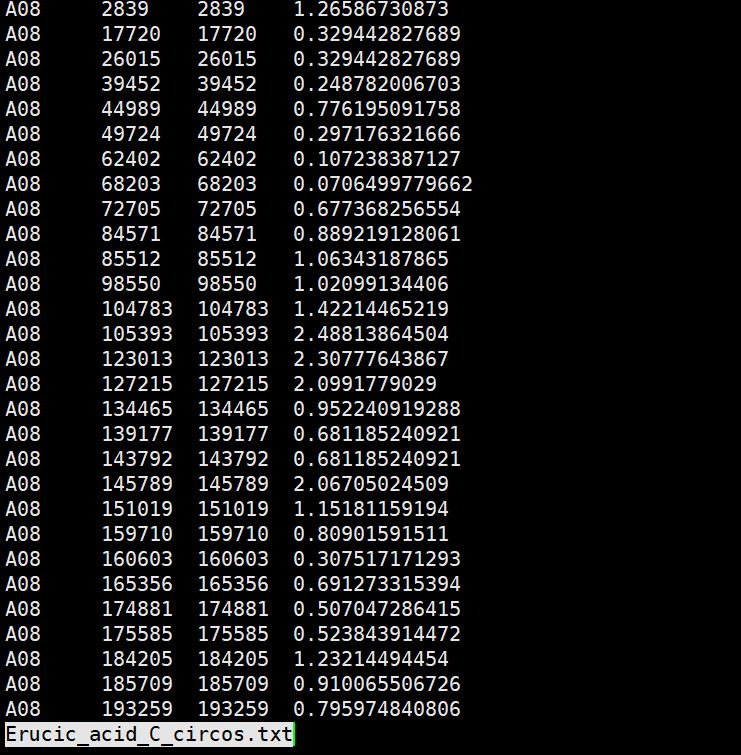 A08 2839 2839 1.26586730873
A08 17720 17720 0.329442827689
A08 26015 26015 0.329442827689
A08 39452 39452 0.248782006703
A08 44989 44989 0.776195091758
A08 49724 49724 0.297176321666
A08 62402 62402 0.107238387127
A08 68203 68203 0.0706499779662
A08 72705 72705 0.677368256554
A08 84571 84571 0.889219128061
A08 85512 85512 1.06343187865
A08 98550 98550 1.02099134406
A08 104783 104783 1.42214465219
A08 105393 105393 2.48813864504
A08 123013 123013 2.30777643867
A08 127215 127215 2.0991779029
A08 134465 134465 0.952240919288
A08 139177 139177 0.681185240921
A08 143792 143792 0.681185240921
A08 145789 145789 2.06705024509
A08 151019 151019 1.15181159194
A08 159710 159710 0.80901591511
A08 160603 160603 0.307517171293
A08 165356 165356 0.691273315394
A08 174881 174881 0.507047286415
A08 175585 175585 0.523843914472
A08 184205 184205 1.23214494454
A08 185709 185709 0.910065506726
A08 193259 193259 0.795974840806
Erucic_acid_C_circos.txt